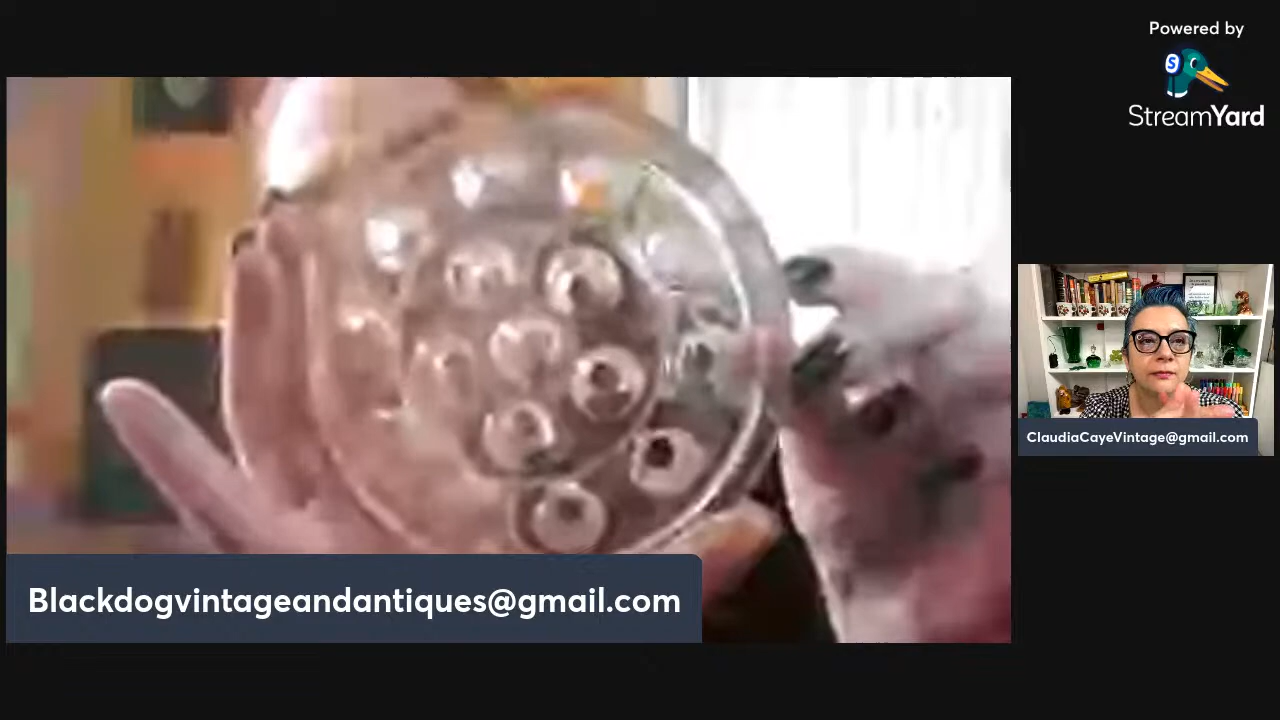 Powered by
S
StreamYard
ClaudiaCayeVintage@gmail.com
Blackdogvintageandantiques@gmail.com